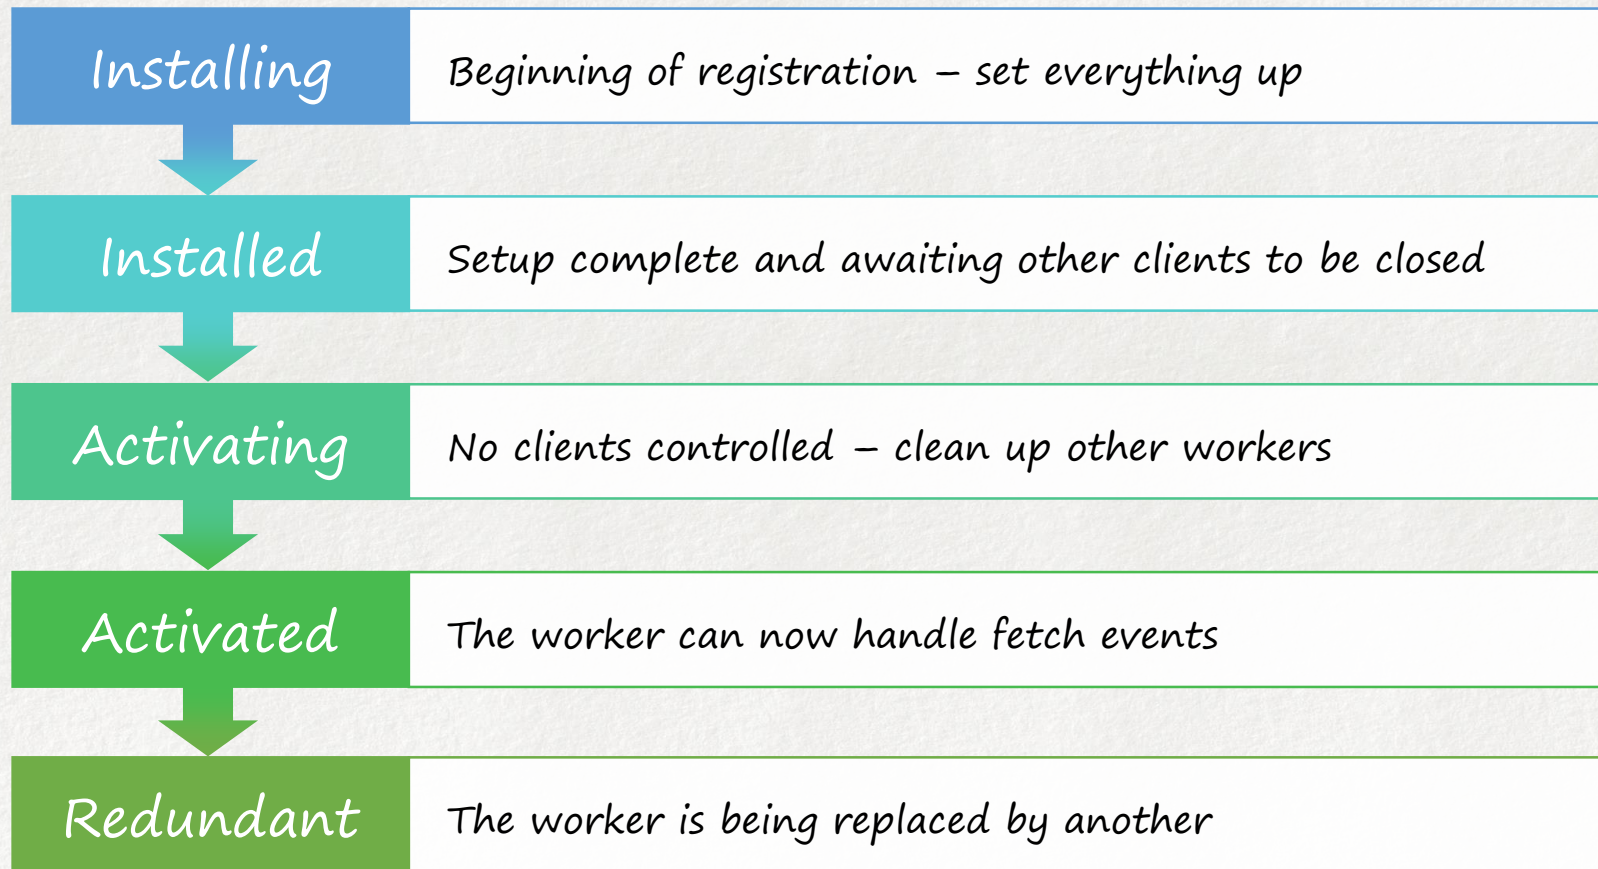 Installing
Beginning of registration – set everything up
Installed
Setup complete and awaiting other clients to be closed
Activating
No clients controlled – clean up other workers
Activated
The worker can now handle fetch events
Redundant
The worker is being replaced by another